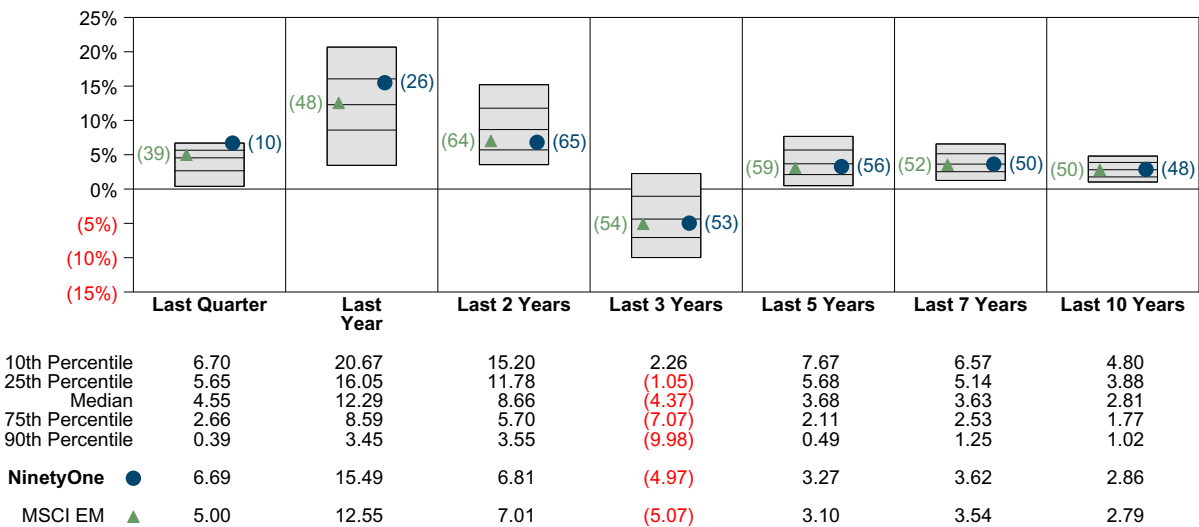 25%
20%
15%
10%
5%
0%
(5%)
(10%)
(15%)
(39) (10)
(48) (26)
(64) (65)
(54) (53)
(59) (56)
(52) (50)
(50) (48)
Last Quarter Last Year Last 2 Years Last 3 Years Last 5 Years Last 7 Years Last 10 Years
10th Percentile 6.70 20.67 15.20 2.26 7.67 6.57 4.80
25th Percentile 5.65 16.05 11.78 (1.05) 5.68 5.14 3.88
Median 4.55 12.29 8.66 (4.37) 3.68 3.63 2.81
75th Percentile 2.66 8.59 5.70 (7.07) 2.11 2.53 1.77
90th Percentile 0.39 3.45 3.55 (9.98) 0.49 1.25 1.02
NinetyOne 6.69 15.49 6.81 (4.97) 3.27 3.62 2.86
MSCI EM 5.00 12.55 7.01 (5.07) 3.10 3.54 2.79